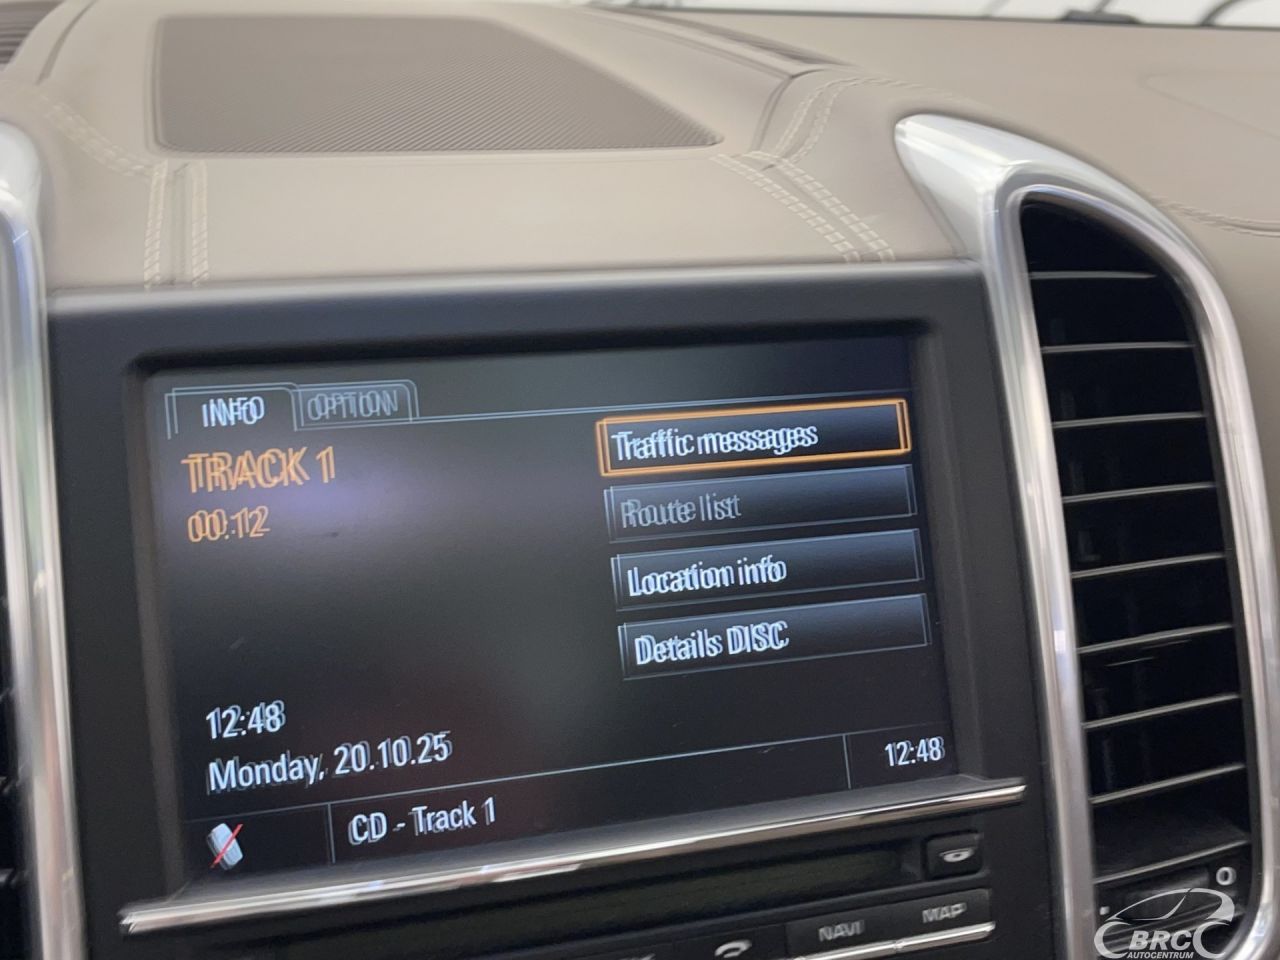 INFO OPTION
TRACK 1
00:12
Traffic messages
Route list
Location info
Details DISC
12:48
Monday, 20.10.25
CD - Track 1
12:48
NAVI
MAP
0
BRC
AUTOCENTRUM